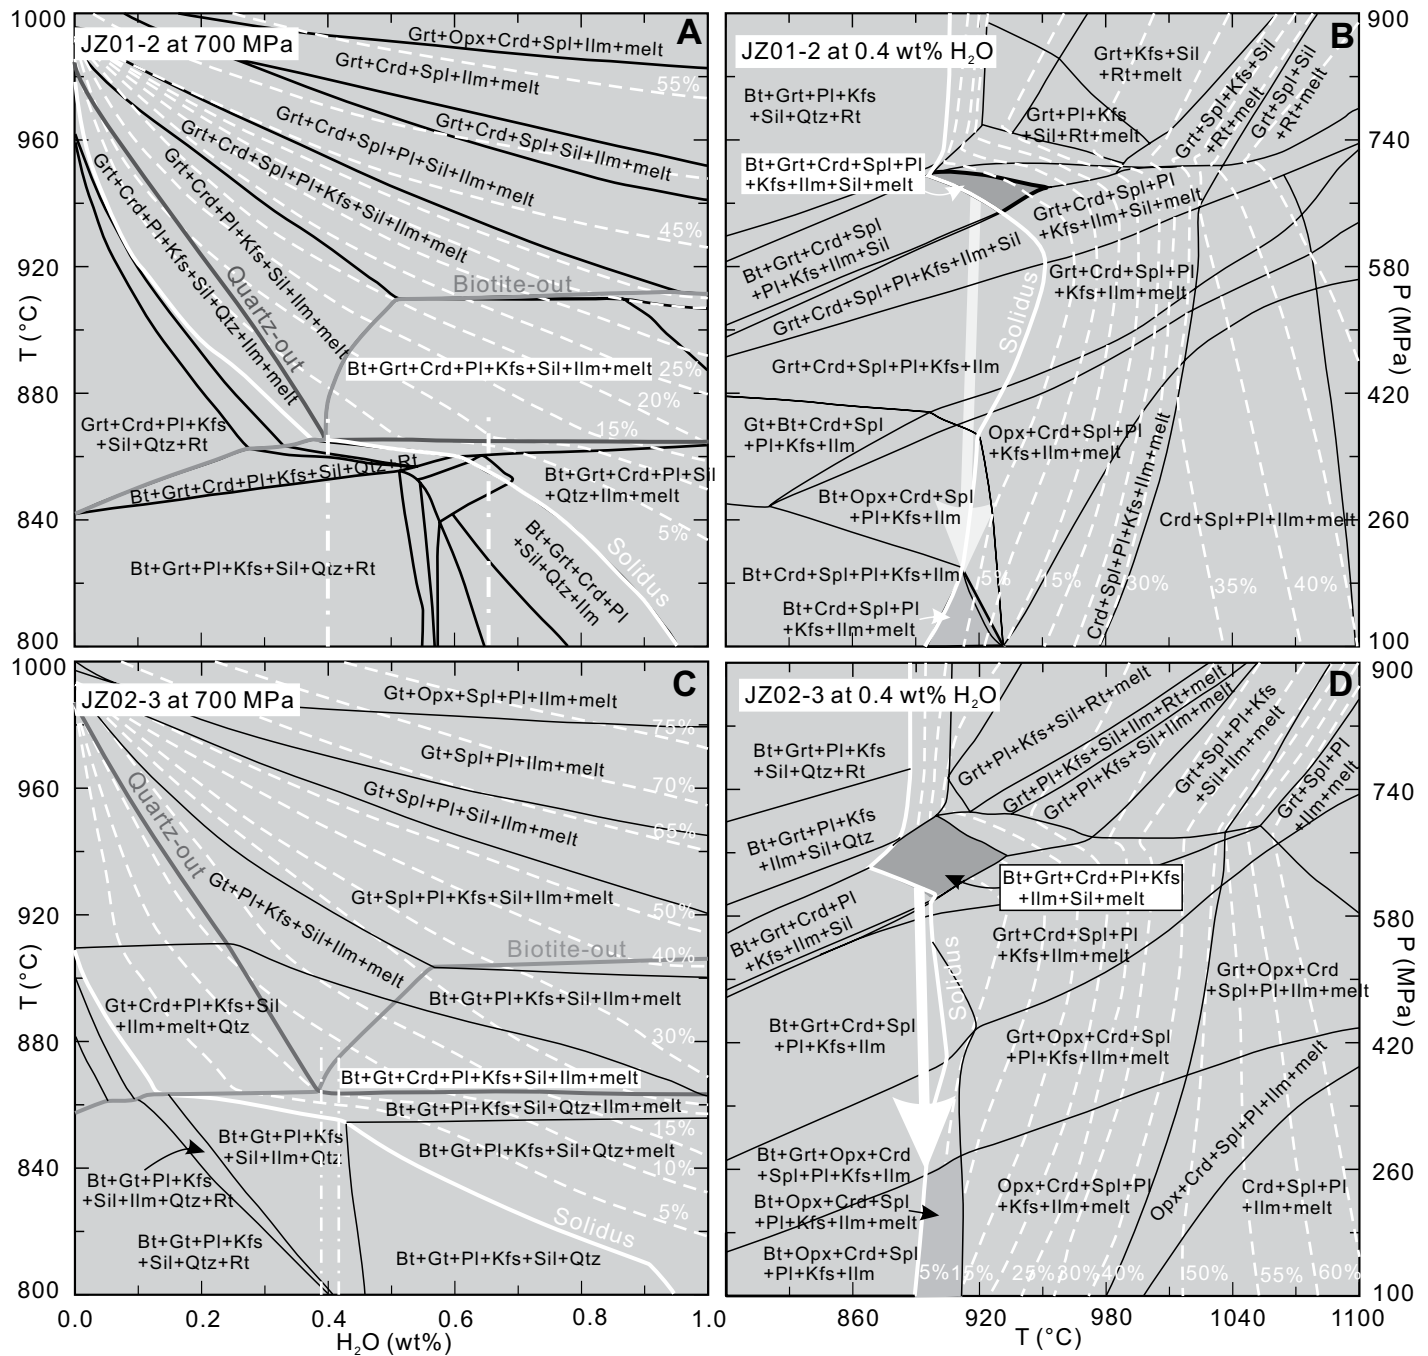 1000
960
920
880
840
800
T (°C)
JZ01-2 at 700 MPa
A
Grt+Opx+Crd+Spl+Ilm+melt
Grt+Crd+Spl+Ilm+melt
55%
Grt+Crd+Spl+Sil+Ilm+melt
Grt+Crd+Spl+Pl+Sil+Ilm+melt
Grt+Crd+Spl+Pl+Kfs+Sil+Ilm+melt
45%
Grt+Crd+Pl+Kfs+Sil+Ilm+melt
Grt+Crd+Pl+Kfs+Sil+Qtz+Ilm+melt
Quartz-out
Biotite-out
Bt+Grt+Crd+Pl+Kfs+Sil+Ilm+melt
25%
20%
15%
Grt+Crd+Pl+Kfs
+Sil+Qtz+Rt
Bt+Grt+Crd+Pl+Kfs+Sil+Qtz+Rt
Bt+Grt+Crd+Pl+Sil
+Qtz+Ilm+melt
5%
Bt+Grt+Pl+Kfs+Sil+Qtz+Rt
Bt+Grt+Crd+Pl
+Sil+Qtz+Ilm
Solidus
JZ01-2 at 0.4 wt% H2O
B
900
740
580
420
260
100
P (MPa)
Bt+Grt+Pl+Kfs
+Sil+Qtz+Rt
Grt+Kfs+Sil
+Rt+melt
Grt+Pl+Kfs
+Sil+Rt+melt
Grt+Spl+Kfs+Sil
+Rt+melt
Grt+Spl+Sil
+Rt+melt
Bt+Grt+Crd+Spl+Pl
+Kfs+Ilm+Sil+melt
Grt+Crd+Spl+Pl
+Kfs+Ilm+Sil+melt
Bt+Grt+Crd+Spl
+Pl+Kfs+Ilm+Sil
Grt+Crd+Spl+Pl+Kfs+Ilm+Sil
Grt+Crd+Spl+Pl
+Kfs+Ilm+melt
Solidus
Grt+Crd+Spl+Pl+Kfs+Ilm
Gt+Bt+Crd+Spl
+Pl+Kfs+Ilm
Opx+Crd+Spl+Pl
+Kfs+Ilm+melt
Bt+Opx+Crd+Spl
+Pl+Kfs+Ilm
Crd+Spl+Pl+Kfs+Ilm+melt
Crd+Spl+Pl+Ilm+melt
Bt+Crd+Spl+Pl+Kfs+Ilm
5%
15%
30%
35%
40%
Bt+Crd+Spl+Pl
+Kfs+Ilm+melt
1000
960
920
880
840
800
T (°C)
JZ02-3 at 700 MPa
C
Gt+Opx+Spl+Pl+Ilm+melt
75%
Gt+Spl+Pl+Ilm+melt
70%
Gt+Spl+Pl+Sil+Ilm+melt
65%
Quartz-out
Gt+Spl+Pl+Kfs+Sil+Ilm+melt
50%
Gt+Pl+Kfs+Sil+Ilm+melt
Biotite-out
40%
Gt+Crd+Pl+Kfs+Sil
+Ilm+melt+Qtz
Bt+Gt+Pl+Kfs+Sil+Ilm+melt
30%
Bt+Gt+Crd+Pl+Kfs+Sil+Ilm+melt
Bt+Gt+Pl+Kfs+Sil+Qtz+Ilm+melt
15%
Bt+Gt+Pl+Kfs
+Sil+Ilm+Qtz
Bt+Gt+Pl+Kfs+Sil+Qtz+melt
10%
Bt+Gt+Pl+Kfs
+Sil+Ilm+Qtz+Rt
5%
Solidus
Bt+Gt+Pl+Kfs
+Sil+Qtz+Rt
Bt+Gt+Pl+Kfs+Sil+Qtz
0.0
0.2
0.4
0.6
0.8
1.0
H2O (wt%)
JZ02-3 at 0.4 wt% H2O
D
900
740
580
420
260
100
P (MPa)
Bt+Grt+Pl+Kfs
+Sil+Qtz+Rt
Grt+Pl+Kfs+Sil+Rt+melt
Grt+Pl+Kfs+Sil+Ilm+Rt+melt
Grt+Pl+Kfs+Sil+Ilm+melt
Grt+Spl+Pl+Kfs
+Sil+Ilm+melt
Grt+Spl+Pl
+Ilm+melt
Bt+Grt+Pl+Kfs
+Ilm+Sil+Qtz
Bt+Grt+Crd+Pl+Kfs
+Ilm+Sil+melt
Bt+Grt+Crd+Pl
+Kfs+Ilm+Sil
Grt+Crd+Spl+Pl
+Kfs+Ilm+melt
Solidus
Grt+Opx+Crd
+Spl+Pl+Ilm+melt
Bt+Grt+Crd+Spl
+Pl+Kfs+Ilm
Grt+Opx+Crd+Spl
+Pl+Kfs+Ilm+melt
Bt+Grt+Opx+Crd
+Spl+Pl+Kfs+Ilm
Bt+Opx+Crd+Spl
+Pl+Kfs+Ilm+melt
Opx+Crd+Spl+Pl
+Kfs+Ilm+melt
Opx+Crd+Spl+Pl+Ilm+melt
Crd+Spl+Pl
+Ilm+melt
Bt+Opx+Crd+Spl
+Pl+Kfs+Ilm
5%
15%
25%
30%
40%
50%
55%
60%
860
920
980
1040
1100
T (°C)